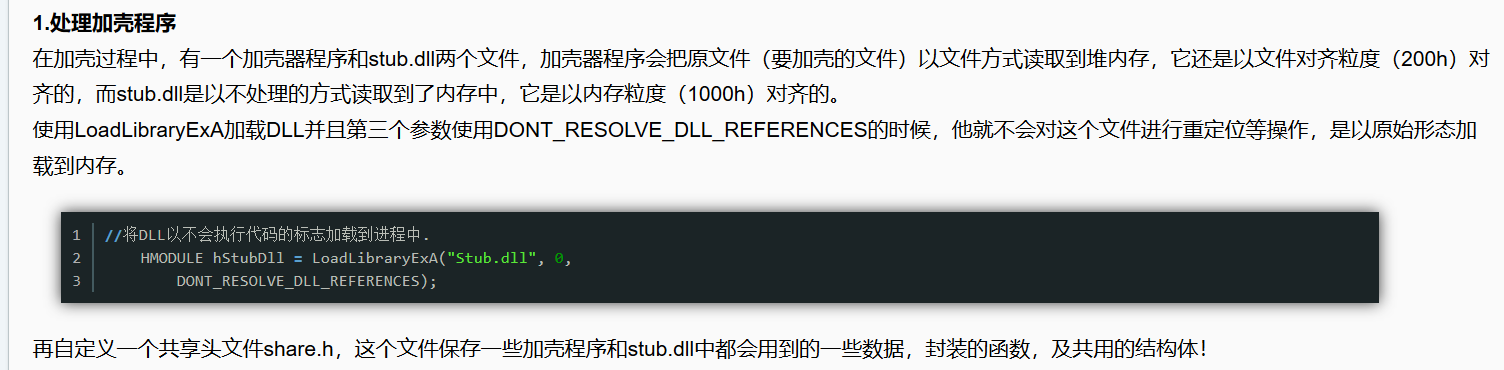 1.处理加壳程序
在加壳过程中，有一个加壳器程序和stub.dll两个文件，加壳器程序会把原文件（要加壳的文件）以文件方式读取到堆内存，它还是以文件对齐粒度（200h）对
齐的，而stub.dll是以不处理的方式读取到了内存中，它是以内存粒度（1000h）对齐的。
使用LoadLibraryExA加载DLL并且第三个参数使用DONT_RESOLVE_DLL_REFERENCES的时候，他就不会对这个文件进行重定位等操作，是以原始形态加
载到内存。
1 //将DLL以不会执行代码的标志加载到进程中.
2 HMODULE hStubDll = LoadLibraryExA("Stub.dll", 0,
3 DONT_RESOLVE_DLL_REFERENCES);
再自定义一个共享头文件share.h，这个文件保存一些加壳程序和stub.dll中都会用到的一些数据，封装的函数，及共用的结构体！